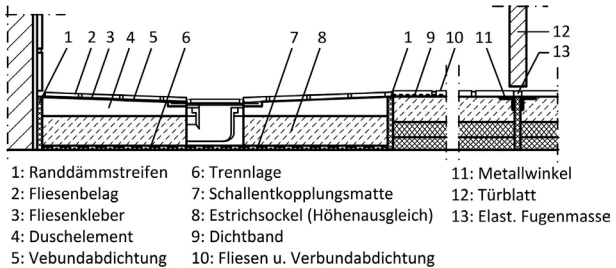 1 2 3 4 5 6 7 8 1 9 10 11 12 13
1: Randdämmstreifen
2: Fliesenbelag
3: Fliesenkleber
4: Duschelement
5: Vebundabdichtung
6: Trennlage
7: Schallentkopplungsmatte
8: Estrichsockel (Höhenausgleich)
9: Dichtband
10: Fliesen u. Verbundabdichtung
11: Metallwinkel
12: Türblatt
13: Elast. Fugenmasse